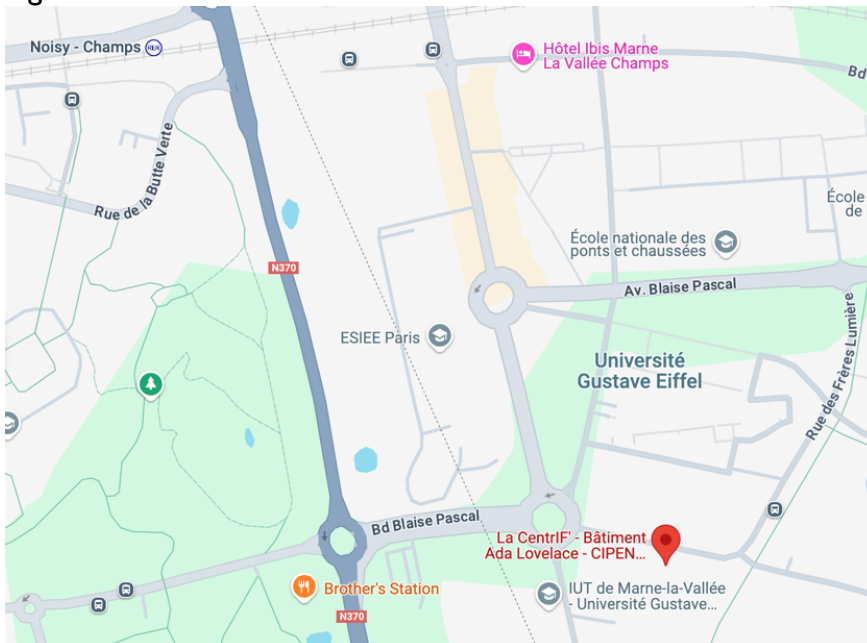 Noisy - Champs
RER
Hôtel Ibis Marne
La Vallée Champs
Bd
Rue de la Butte Verte
École
de
École nationale des
ponts et chaussées
N370
Av. Blaise Pascal
ESIEE Paris
Université
Gustave Eiffel
Rue des Frères Lumière
Bd Blaise Pascal
La CentrIF' - Bâtiment
Ada Lovelace - CIPEN...
Brother's Station
IUT de Marne-la-Vallée
- Université Gustave...
N370